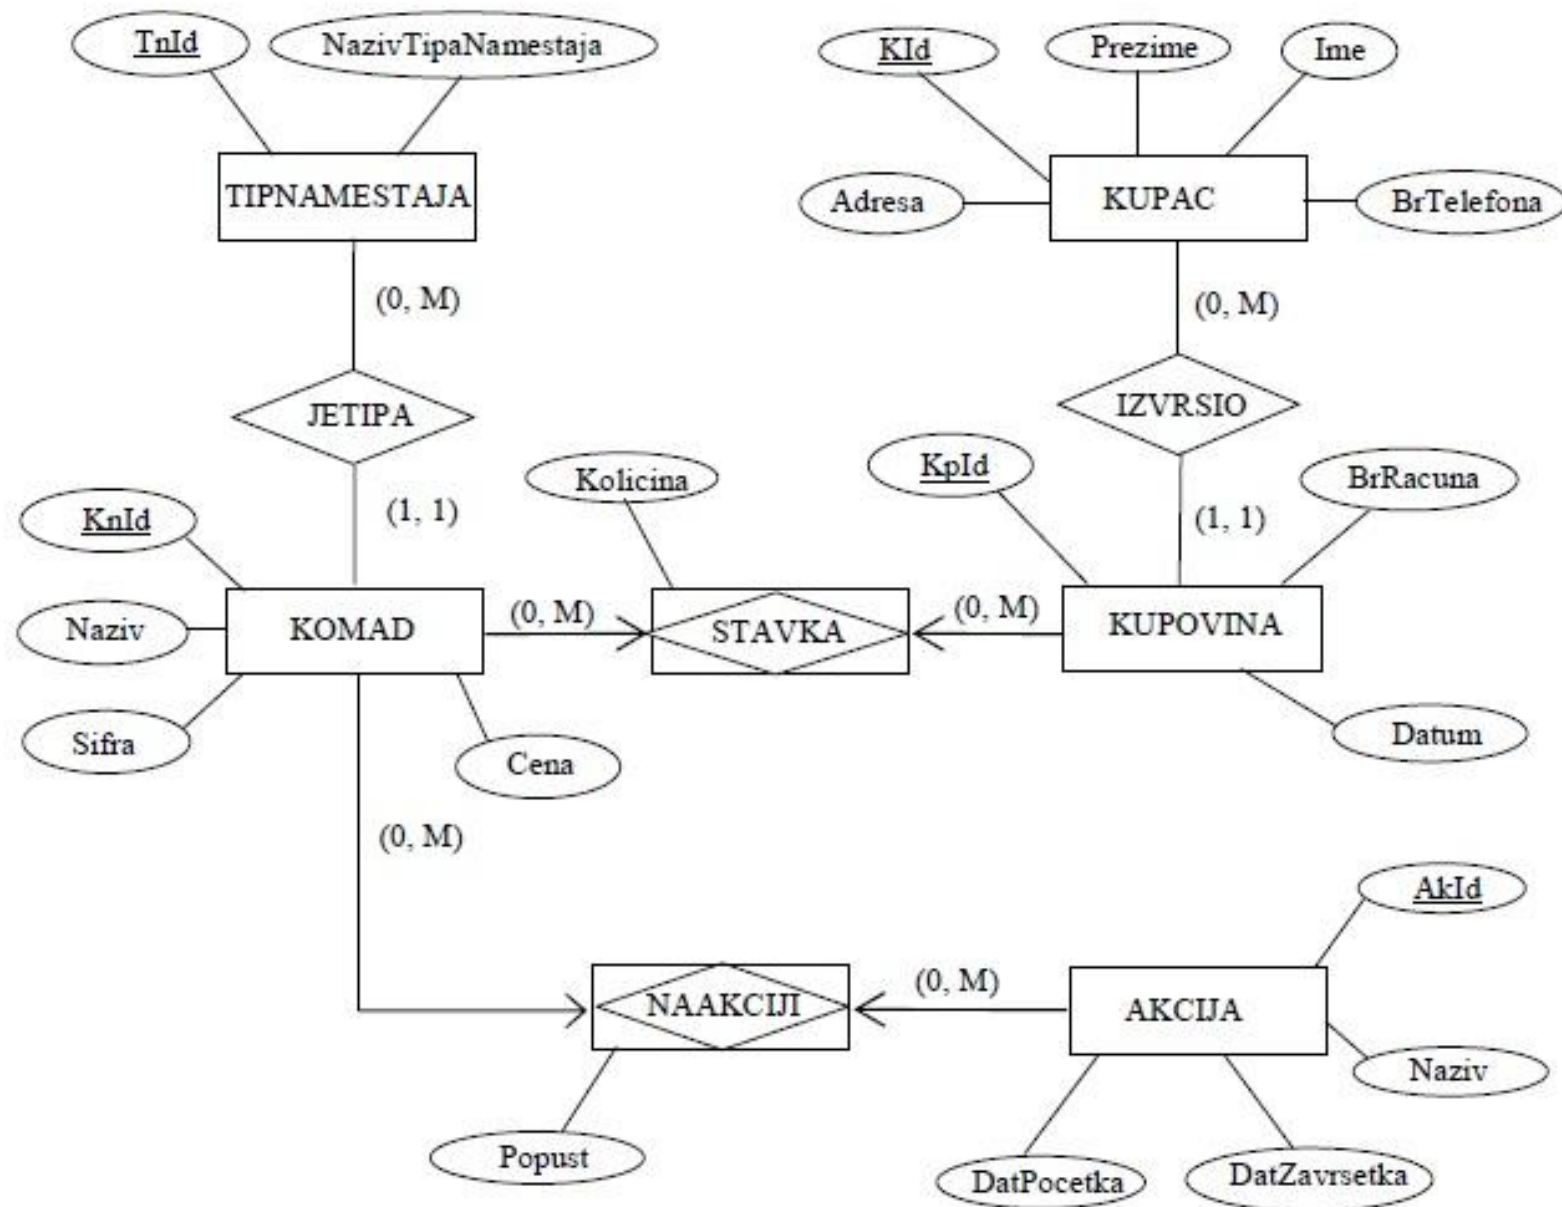 TnId
NazivTipaNamestaja
KId
Prezime
Ime
TIPNAMESTAJA
Adresa
KUPAC
BrTelefona
(0, M)
(0, M)
JETIPA
IZVRSIO
Kolicina
KpId
BrRacuna
KnId
(1, 1)
(1, 1)
Naziv
KOMAD
(0, M)
STAVKA
(0, M)
KUPOVINA
Sifra
Cena
Datum
(0, M)
AkId
NAAKCIJI
(0, M)
AKCIJA
Naziv
Popust
DatPocetka
DatZavrsetka